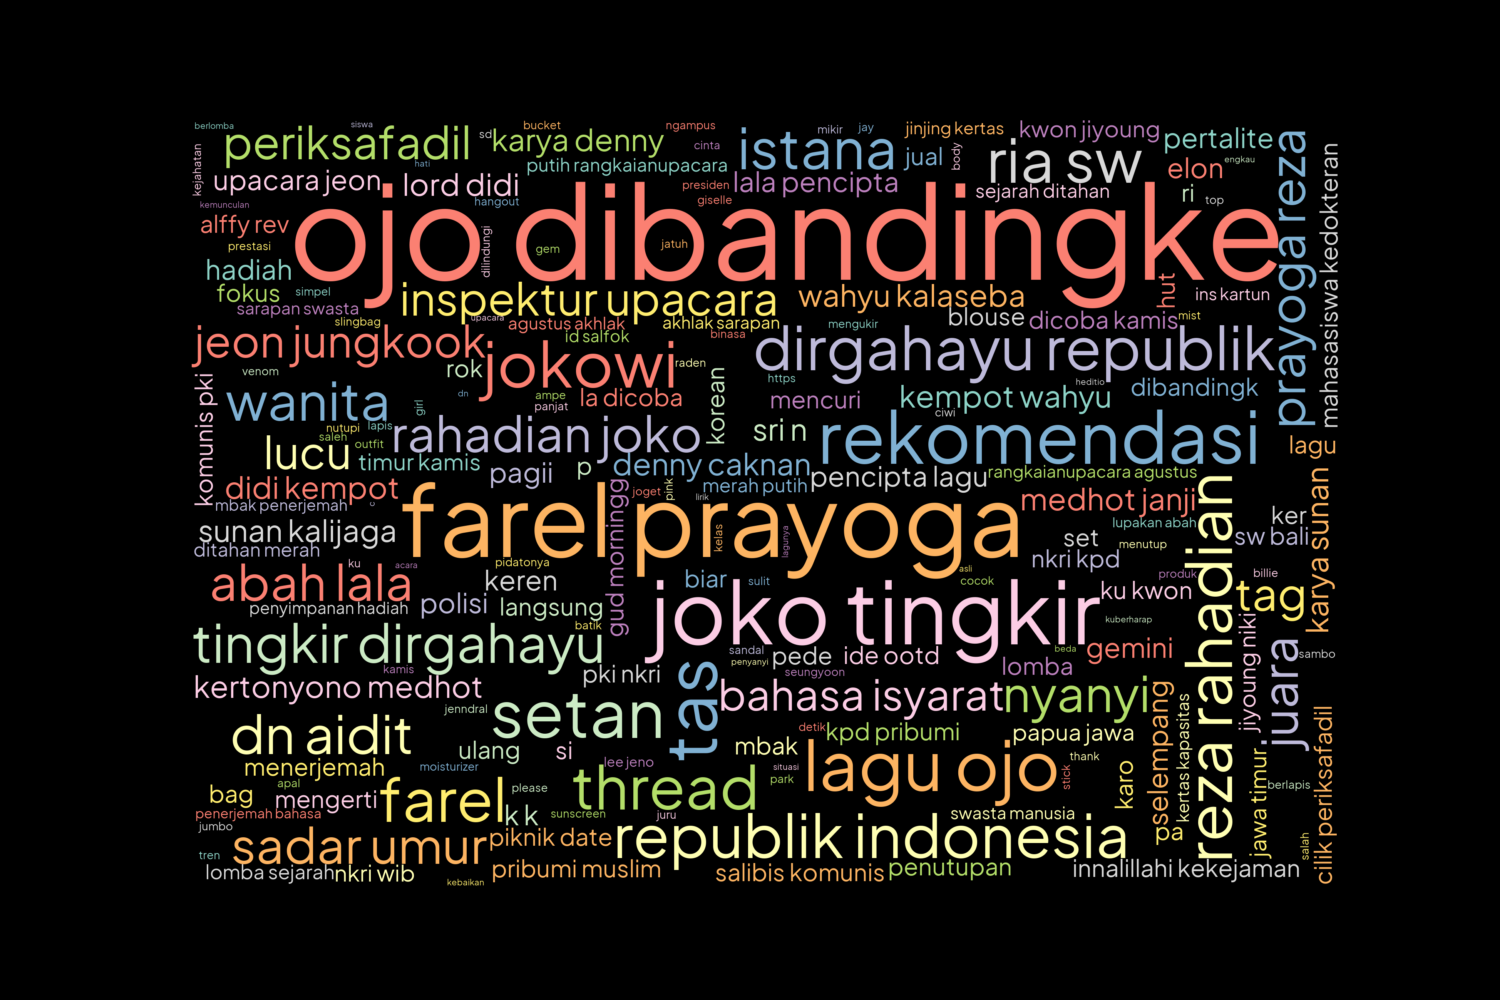 berlomba
siswa
periksafadil
sd
karya denny
bucket
ngampus
cinta
istana
mikir
jay
jinjing kertas
kwon jiyoung
pertalite
kejahatan
hati
putih rangkaianupacara
jual
body
ria sw
elon
engkau
upacara jeon
lord didi
presiden
lala pencipta
sejarah ditahan
ri
top
kemunculan
hangout
giselle
prayoga reza
mahasasiswa kedokteran
alffy rev
ojo dibandingke
prestasi
dilindungi
gem
jatuh
hadiah
fokus
simpel
inspektur upacara
wahyu kalaseba
hut
ins kartun
sarapan swasta
slingbag
upacara
agustus akhlak
akhlak sarapan
mengukir
blouse
dicoba kamis
mist
jeon jungkook
id salfok
binasa
dirgahayu republik
jokowi
raden
rok
venom
komunis pki
wanita
girl
dn
ampe
panjat
la dicoba
korean
https
mencuri
kempot wahyu
heditio
dibandingk
ciwi
nutupi
lapis
saleh
outfit
rahadian joko
sri n
rekomendasi
lagu
lucu
timur kamis
pagii
p
denny caknan
pencipta lagu
rangkaianupacara agustus
didi kempot
merah putih
mbak penerjemah
c
joget
pink
lirik
medhot janji
karya sunan
farel prayoga
sunan kalijaga
gud morningg
kelas
lagunya
lupakan abah
ker
set
sw bali
ditahan merah
ku
acara
pidatonya
menutup
nkri kpd
reza rahadian
abah lala
keren
biar
sulit
asli
cocok
produk
billie
penyimpanan hadiah
polisi
langsung
joko tingkir
ku kwon
tag
batik
kuberharap
tingkir dirgahayu
kamis
sandal
penyanyi
pede
ide ootd
beda
gemini
jiyoung niki
juara
sambo
seungyoon
lomba
kertonyono medhot
pki nkri
tas
bahasa isyarat
nyanyi
selempang
kertas kapasitas
jenndral
setan
dn aidit
detik
kpd pribumi
papua jawa
cilik periksafadil
ulang
si
mbak
lagu ojo
thank
menerjemah
moisturizer
lee jeno
situasi
park
stick
karo
jawa timur
apal
thread
berlapis
bag
mengerti
farel
please
k k
sunscreen
juru
swasta manusia
penerjemah bahasa
jumbo
pa
sadar umur
piknik date
republik indonesia
salah
tren
lomba sejarah
nkri wib
kebaikan
pribumi muslim
salibis komunis
penutupan
innalillahi kekejaman